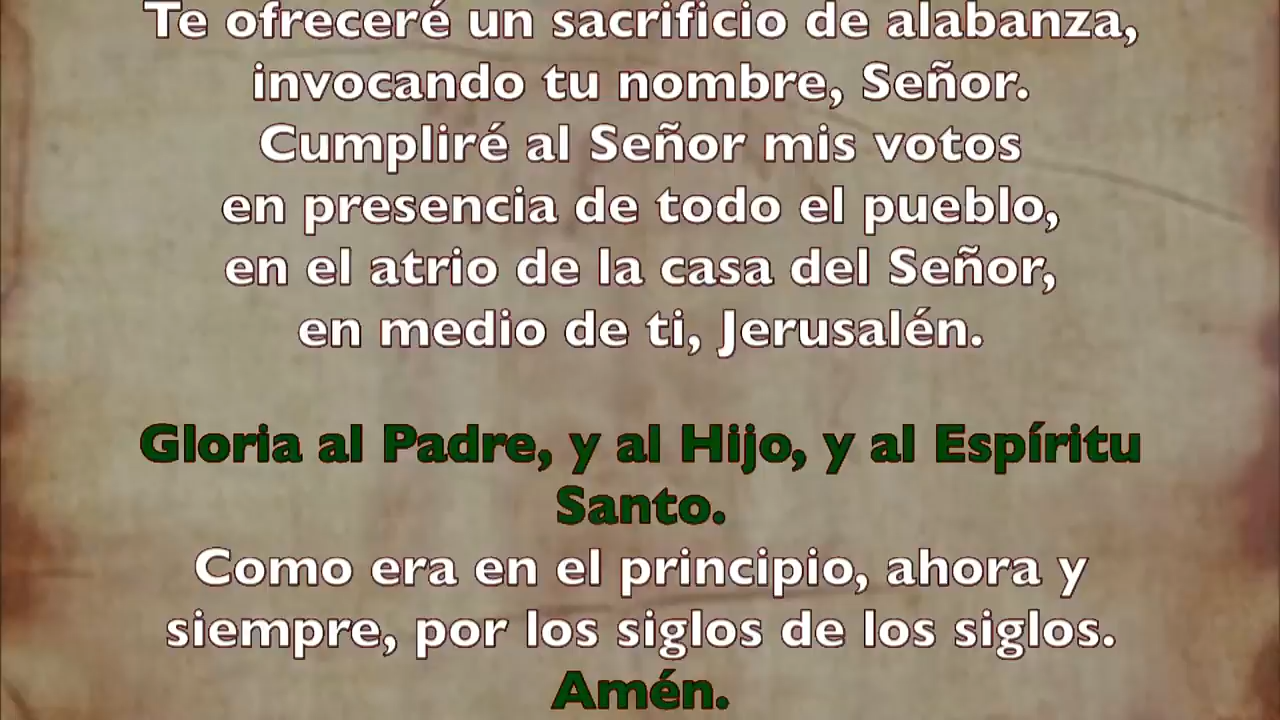 Te ofreceré un sacrificio de alabanza,
invocando tu nombre, Señor.
Cumpliré al Señor mis votos
en presencia de todo el pueblo,
en el atrio de la casa del Señor,
en medio de ti, Jerusalén.
Gloria al Padre, y al Hijo, y al Espíritu
Santo.
Como era en el principio, ahora y
siempre, por los siglos de los siglos.
Amén.